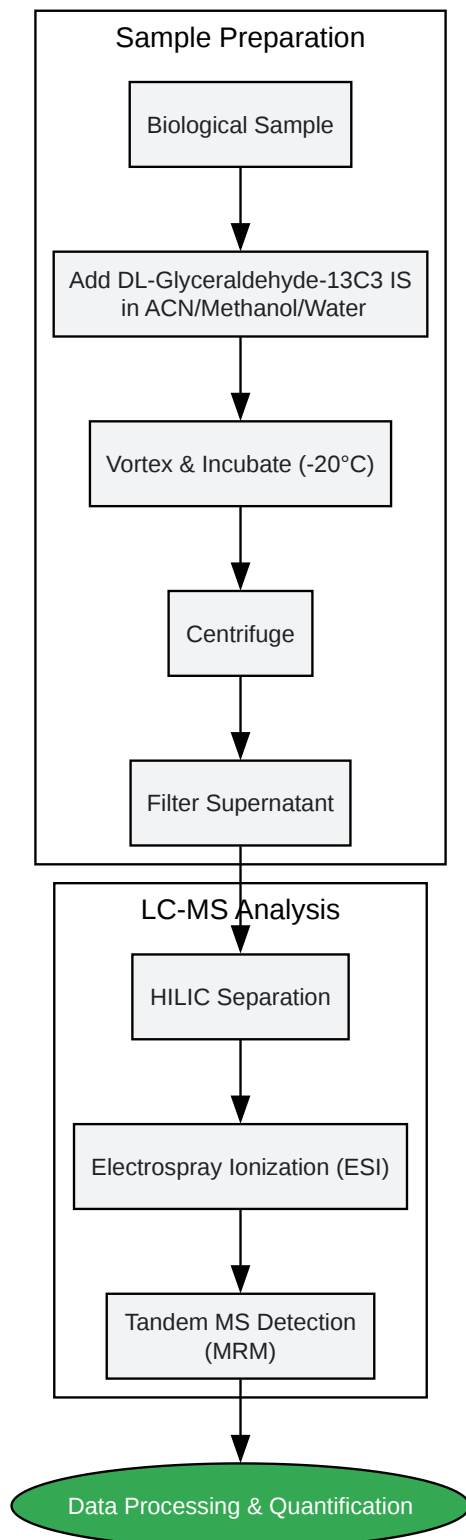 Sample Preparation
Biological Sample
Add DL-Glyceraldehyde-13C3 IS
in ACN/Methanol/Water
Vortex & Incubate (-20°C)
Centrifuge
Filter Supernatant
LC-MS Analysis
HILIC Separation
Electrospray Ionization (ESI)
Tandem MS Detection
(MRM)
Data Processing & Quantification